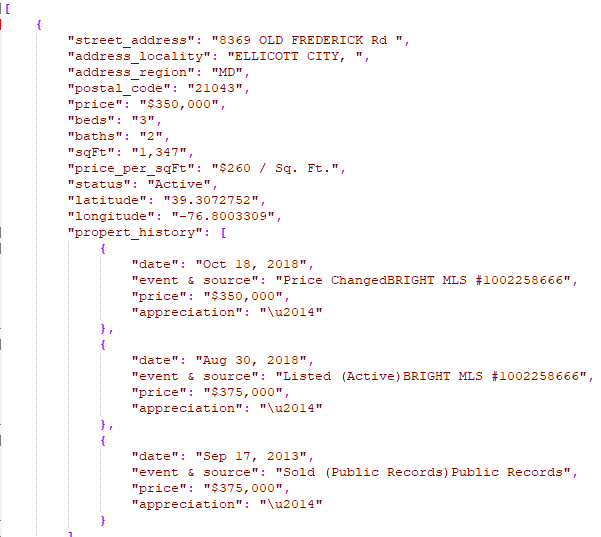 [
{
"street_address": "8369 OLD FREDERICK Rd ",
"address_locality": "ELLICOTT CITY, ",
"address_region": "MD",
"postal_code": "21043",
"price": "$350,000",
"beds": "3",
"baths": "2",
"sqFt": "1,347",
"price_per_sqFt": "$260 / Sq. Ft.",
"status": "Active",
"latitude": "39.3072752",
"longitude": "-76.8003309",
"propert_history": [
{
"date": "Oct 18, 2018",
"event & source": "Price ChangedBRIGHT MLS #1002258666",
"price": "$350,000",
"appreciation": "\u2014"
},
{
"date": "Aug 30, 2018",
"event & source": "Listed (Active)BRIGHT MLS #1002258666",
"price": "$375,000",
"appreciation": "\u2014"
},
{
"date": "Sep 17, 2013",
"event & source": "Sold (Public Records)Public Records",
"price": "$375,000",
"appreciation": "\u2014"
}
]